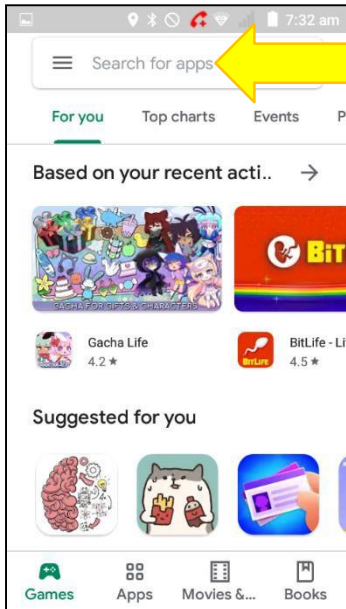 7:32 am
Search for apps
For you Top charts Events P
Based on your recent acti.. →
GACHA FOR GIFTS & CHARACTERS
BiT
Gacha Life
4.2 ★
BITLIFE
BitLife - Li
4.5 ★
Suggested for you
Games Apps Movies &... Books